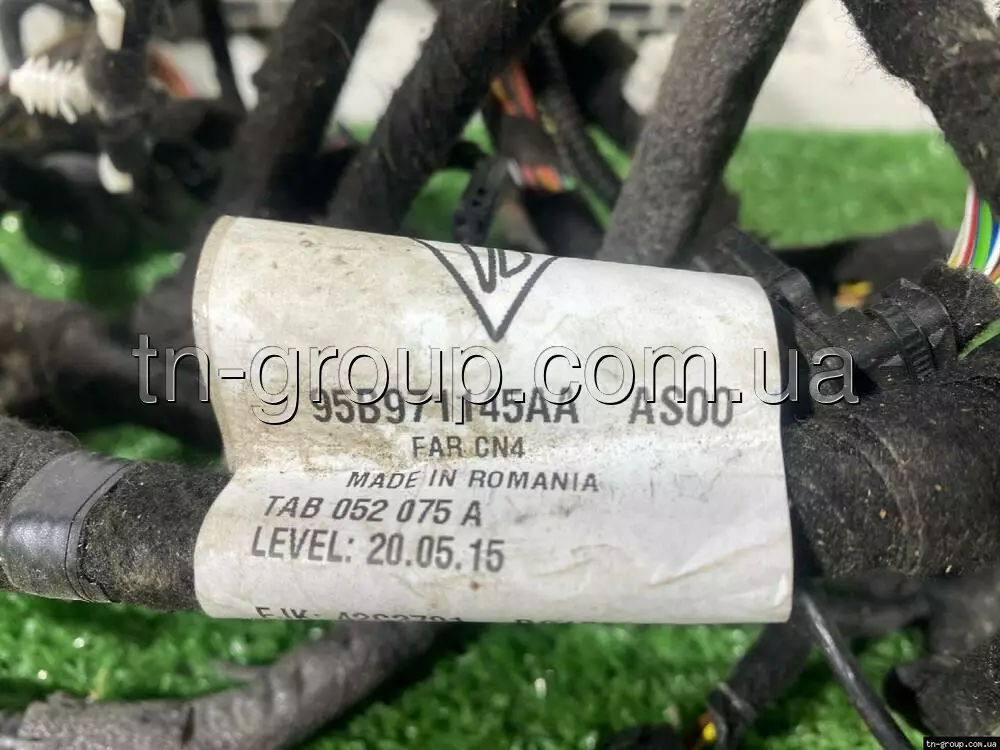 tn-group.com.ua
95B971145AA AS00
FAR CN4
MADE IN ROMANIA
TAB 052 075 A
LEVEL: 20.05.15
tn-group.com.ua